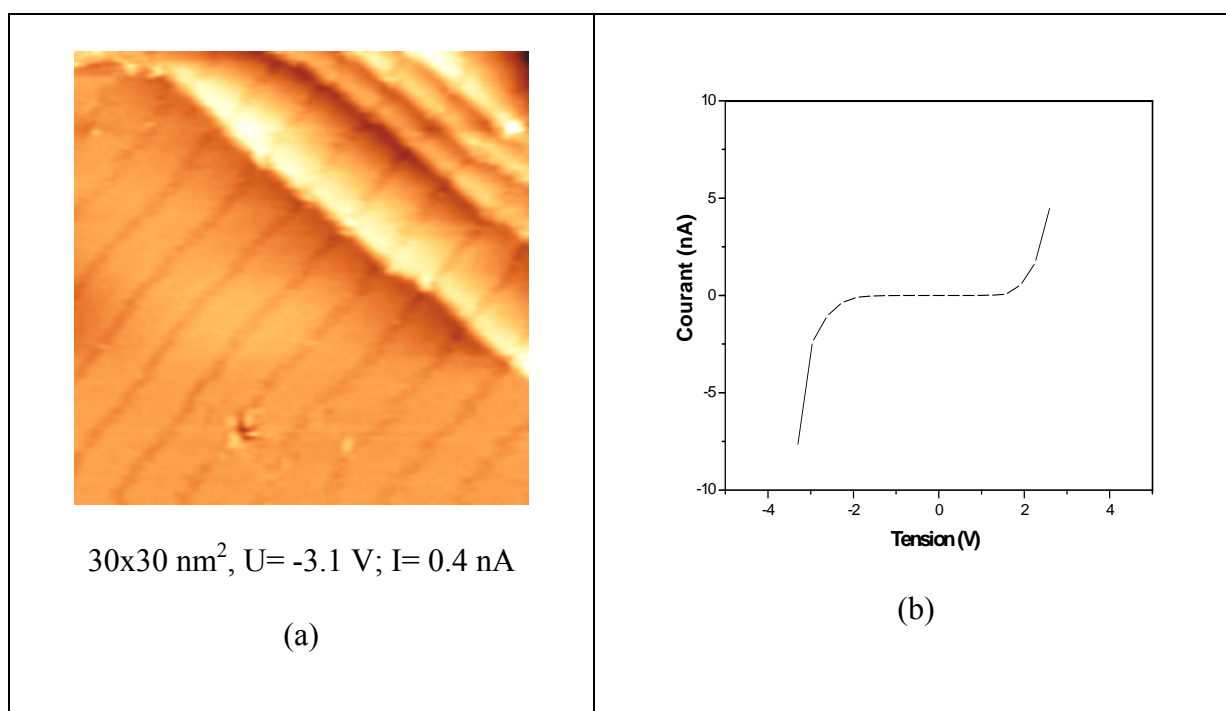 30x30 nm², U= -3.1 V; I= 0.4 nA
(a)
10
5
0
-5
-10
Courant (nA)
-4 -2 0 2 4
Tension (V)
(b)